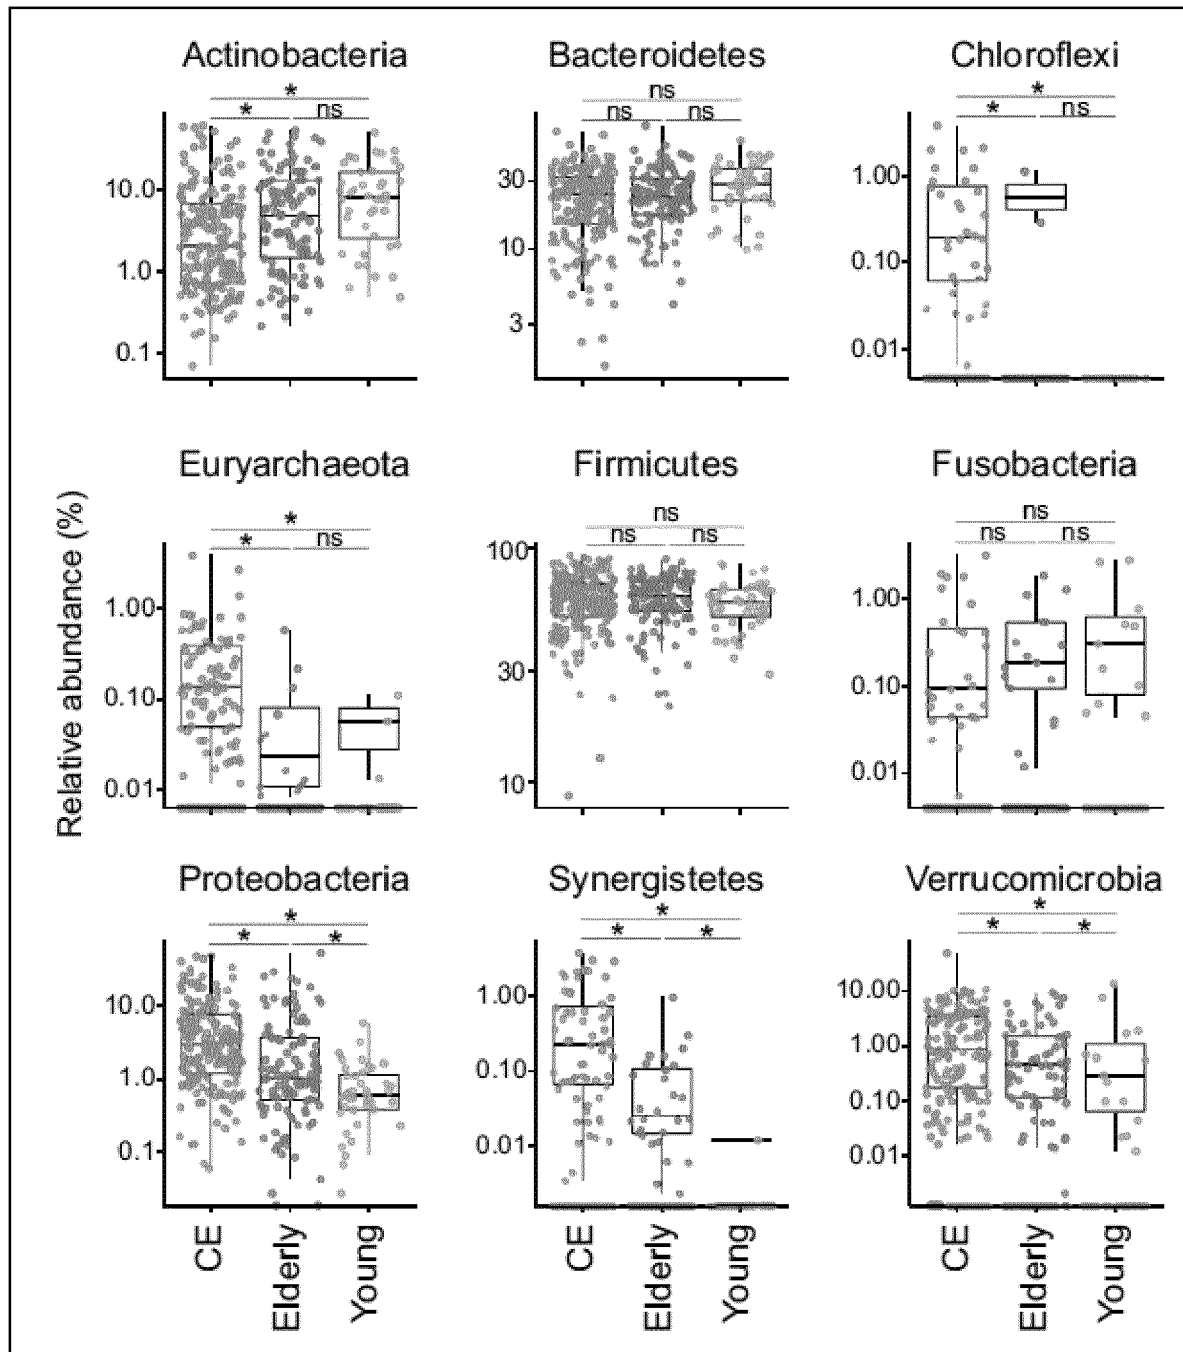 Actinobacteria Bacteroidetes Chloroflexi
* ns *
* ns ns ns * ns
10.0 30 1.00
1.0 10 0.10
0.1 3 0.01
Relative abundance (%)
Euryarchaeota Firmicutes Fusobacteria
* ns ns
* ns ns ns ns ns
1.00 100 1.00
0.10 30 0.10
0.01 10 0.01
Proteobacteria Synergistetes Verrucomicrobia
* * *
* * * * * *
10.0 1.00 10.00
1.0 0.10 1.00
0.1 0.01 0.10
0.01
CE Elderly Young CE Elderly Young CE Elderly Young